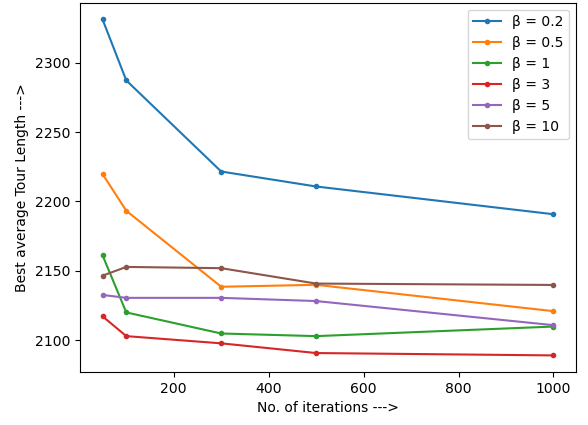 β = 0.2
β = 0.5
β = 1
β = 3
β = 5
β = 10
Best average Tour Length --->
2300
2250
2200
2150
2100
200 400 600 800 1000
No. of iterations --->